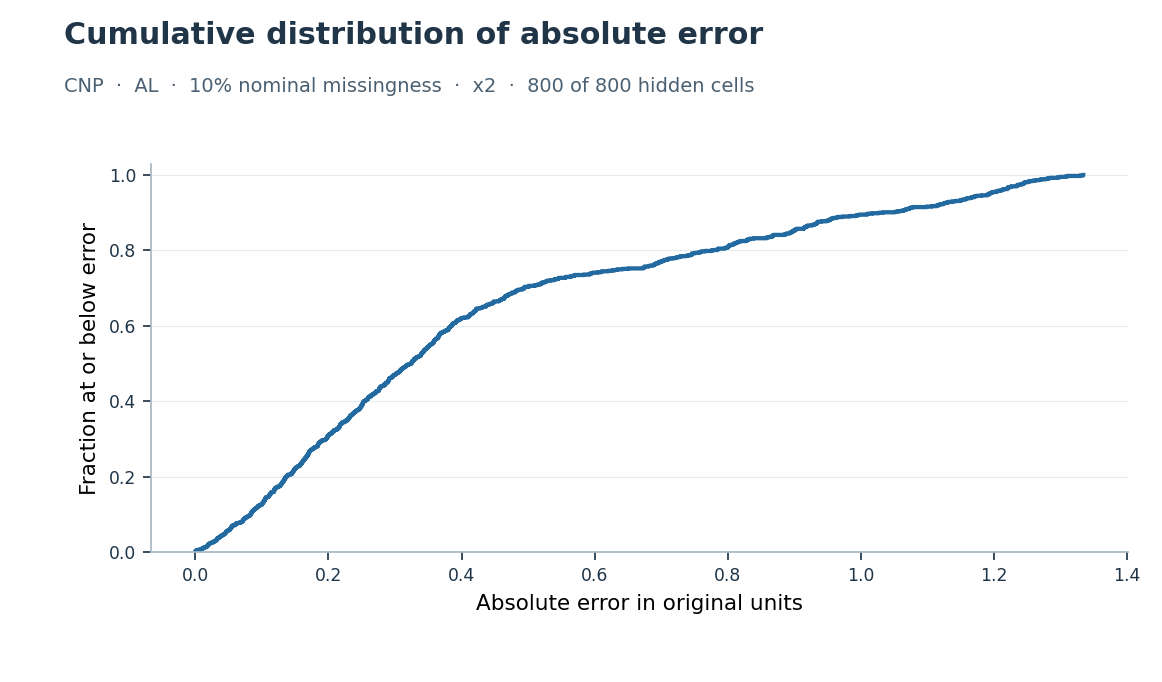 Cumulative distribution of absolute error
CNP · AL · 10% nominal missingness · x2 · 800 of 800 hidden cells
Fraction at or below error
1.0
0.8
0.6
0.4
0.2
0.0
0.0 0.2 0.4 0.6 0.8 1.0 1.2 1.4
Absolute error in original units